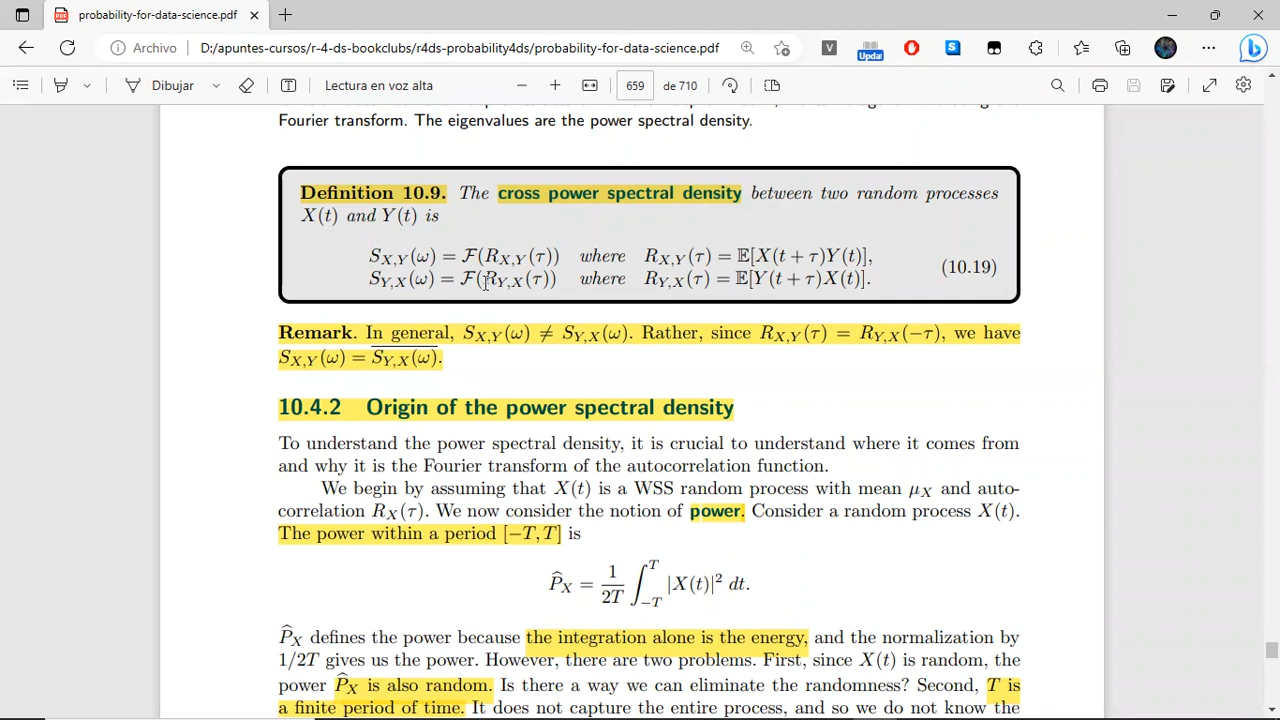 probability-for-data-science.pdf
Archivo D:/apuntes-cursos/r-4-ds-bookclubs/r4ds-probability4ds/probability-for-data-science.pdf
Updat
Dibujar Lectura en voz alta 659 de 710
Fourier transform. The eigenvalues are the power spectral density.
Definition 10.9. The cross power spectral density between two random processes
X(t) and Y(t) is
S_{X,Y}(ω) = ℱ(R_{X,Y}(τ)) where R_{X,Y}(τ) = 𝔼[X(t + τ)Y(t)],
S_{Y,X}(ω) = ℱ(R_{Y,X}(τ)) where R_{Y,X}(τ) = 𝔼[Y(t + τ)X(t)]. (10.19)
Remark. In general, S_{X,Y}(ω) ≠ S_{Y,X}(ω). Rather, since R_{X,Y}(τ) = R_{Y,X}(−τ), we have
S_{X,Y}(ω) = \overline{S_{Y,X}(ω)}.
10.4.2 Origin of the power spectral density
To understand the power spectral density, it is crucial to understand where it comes from
and why it is the Fourier transform of the autocorrelation function.
We begin by assuming that X(t) is a WSS random process with mean μ_X and auto-
correlation R_X(τ). We now consider the notion of power. Consider a random process X(t).
The power within a period [−T, T] is
\hat{P}_X = \frac{1}{2T} ∫_{−T}^{T} |X(t)|² dt.
\hat{P}_X defines the power because the integration alone is the energy, and the normalization by
1/2T gives us the power. However, there are two problems. First, since X(t) is random, the
power \hat{P}_X is also random. Is there a way we can eliminate the randomness? Second, T is
a finite period of time. It does not capture the entire process, and so we do not know the